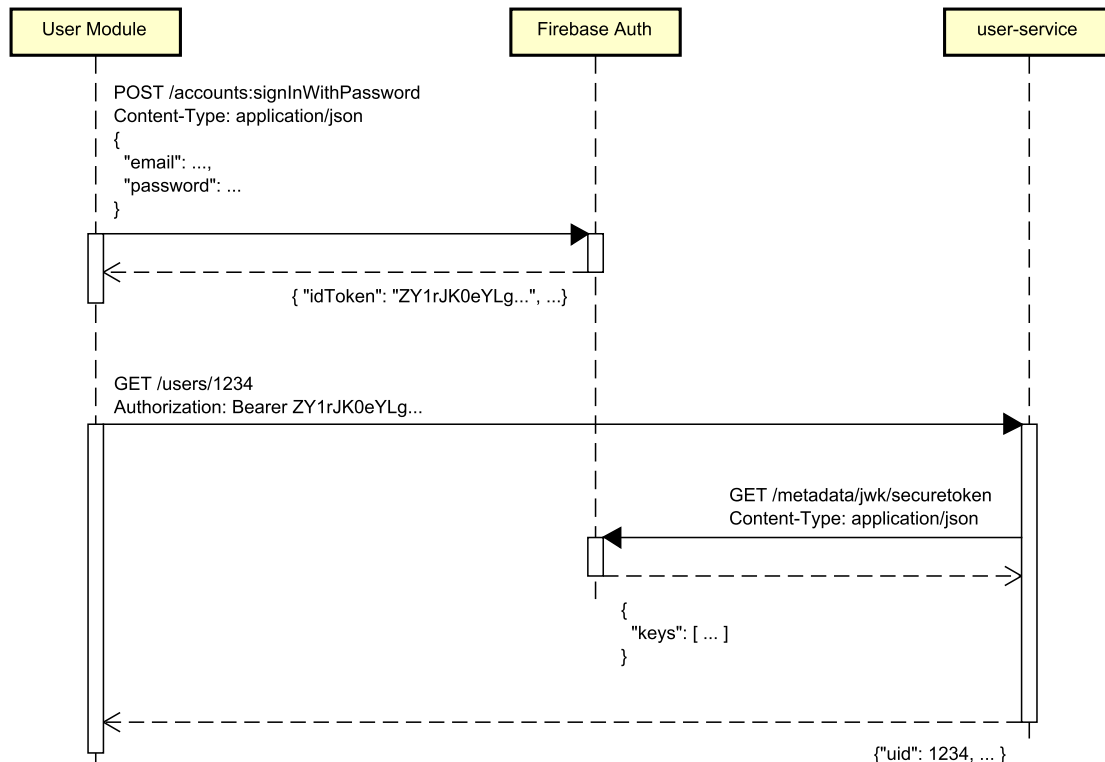 User Module
Firebase Auth
user-service
POST /accounts:signInWithPassword
Content-Type: application/json
{
"email": ...,
"password": ...
}
{ "idToken": "ZY1rJK0eYLg...", ...}
GET /users/1234
Authorization: Bearer ZY1rJK0eYLg...
GET /metadata/jwk/securetoken
Content-Type: application/json
{
"keys": [ ... ]
}
{"uid": 1234, ... }